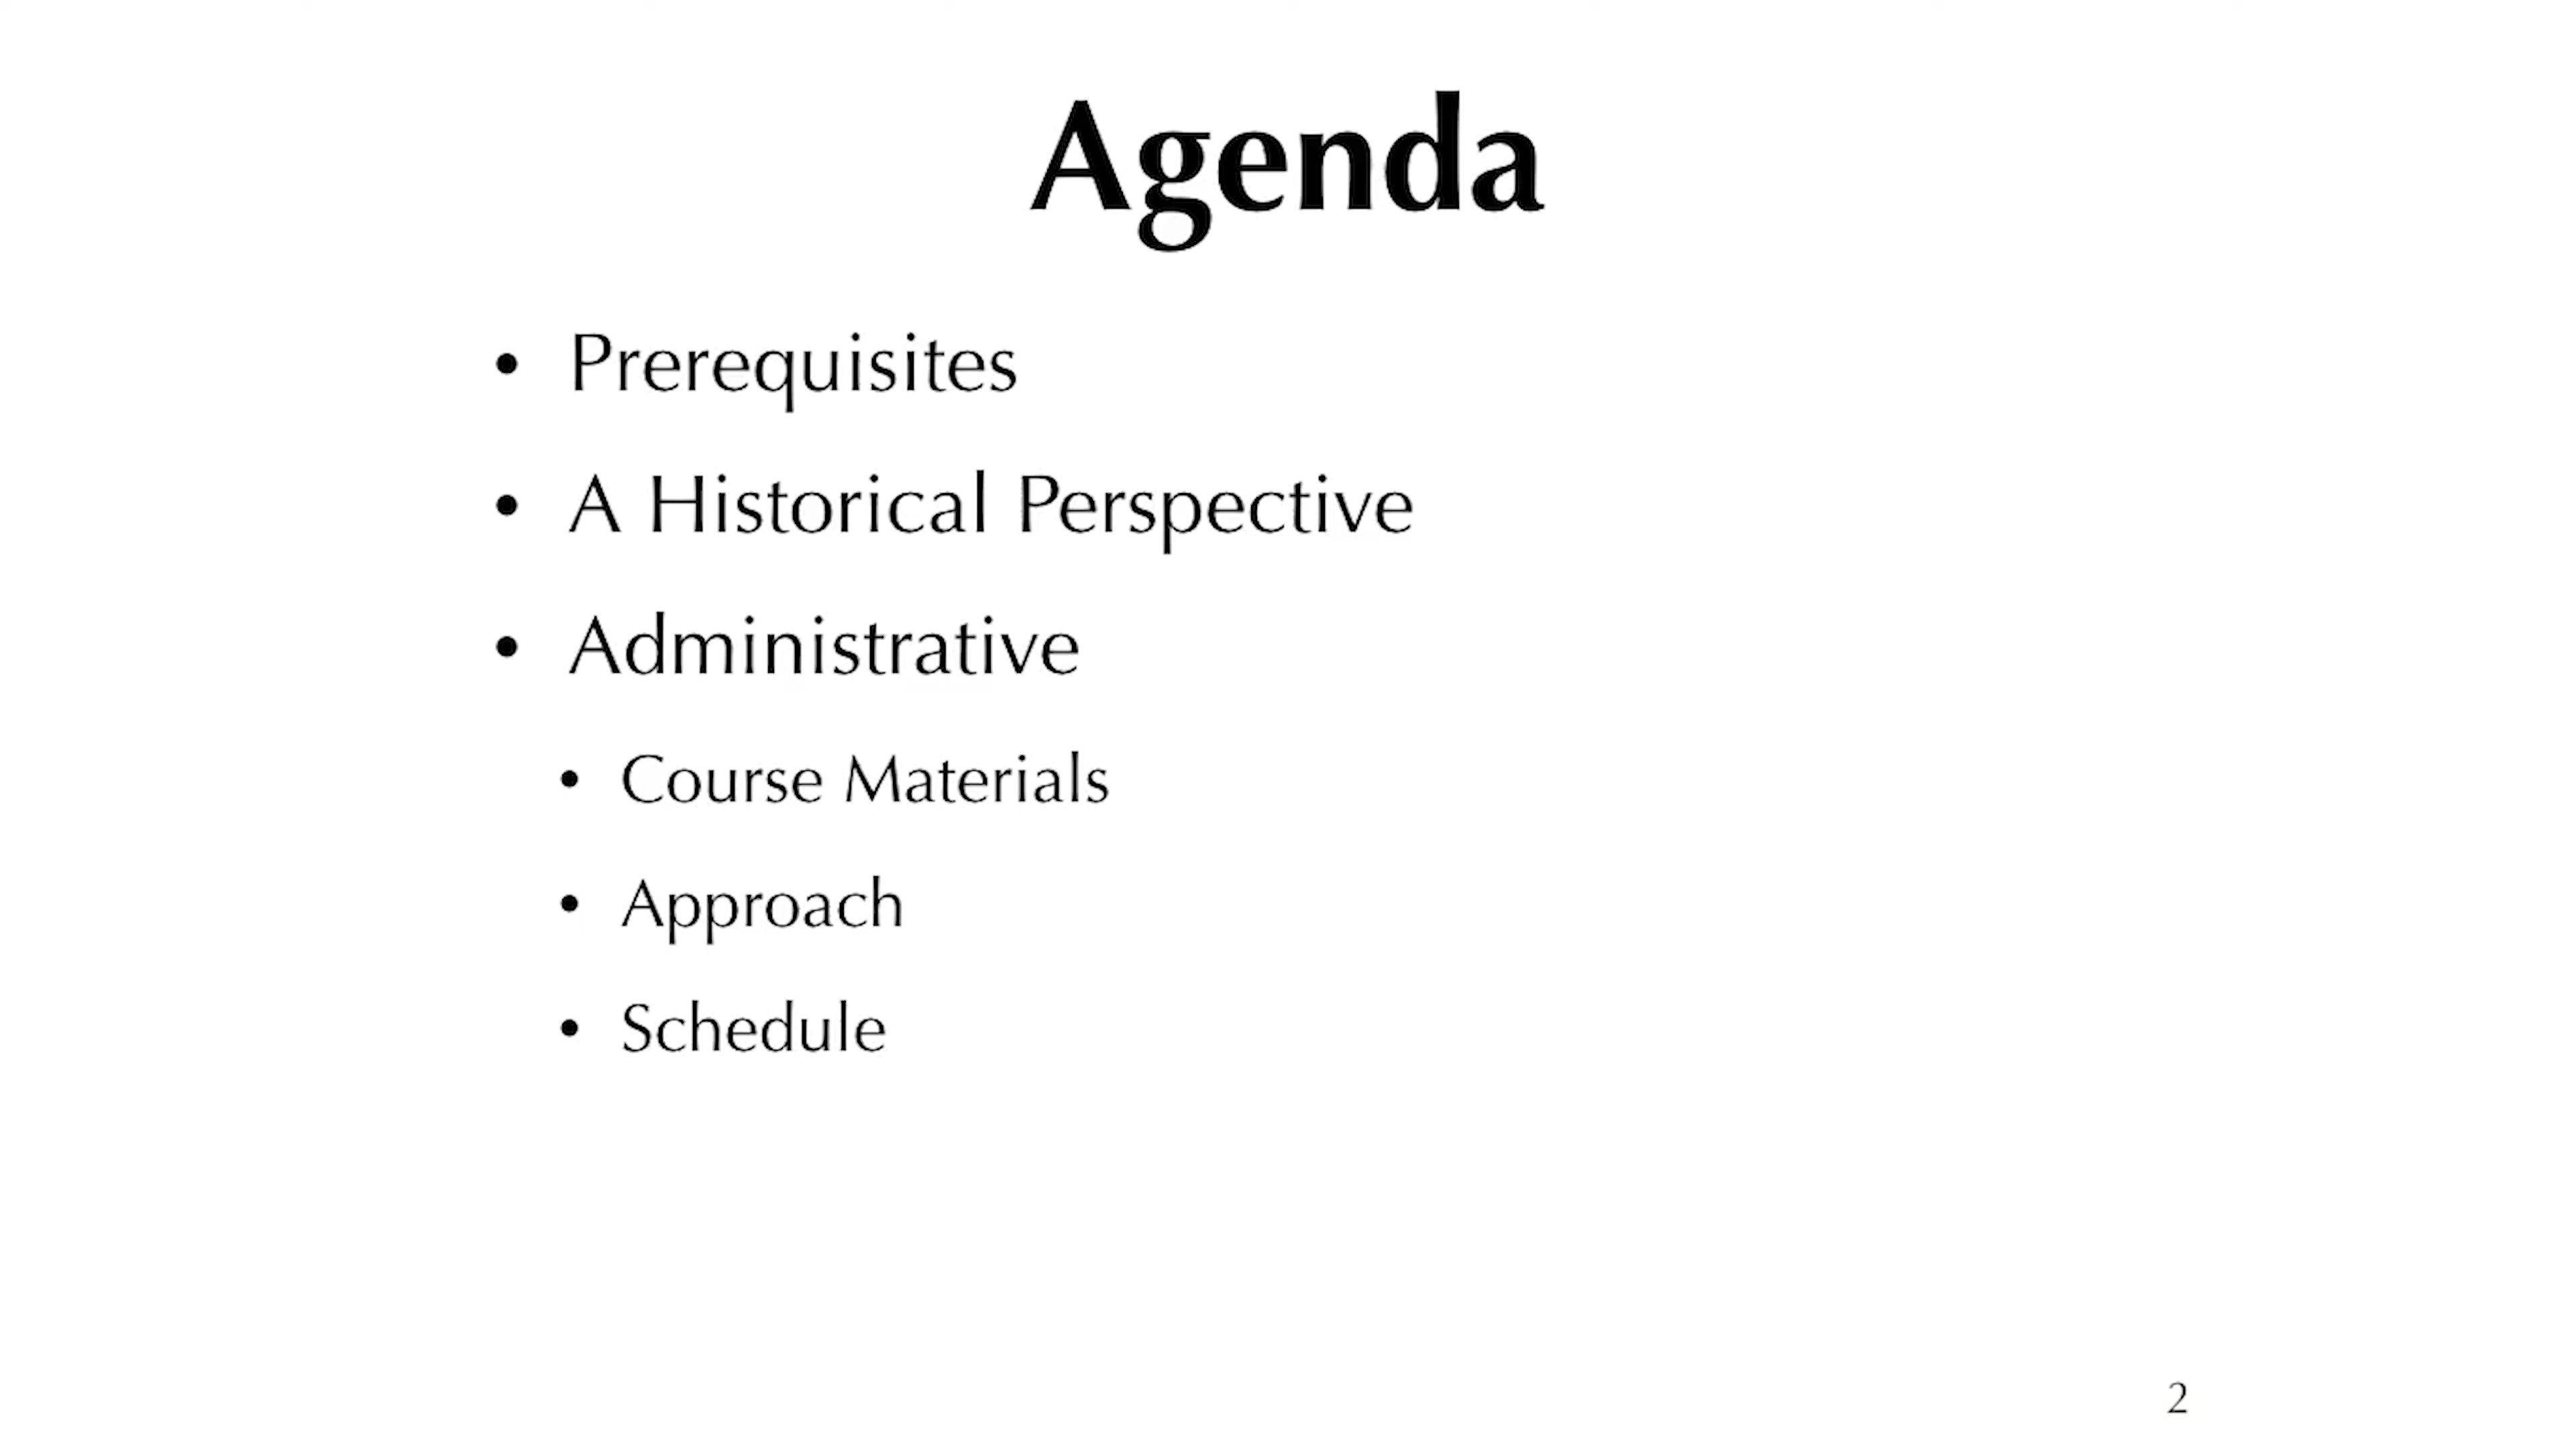 Agenda
• Prerequisites
• A Historical Perspective
• Administrative
• Course Materials
• Approach
• Schedule
2